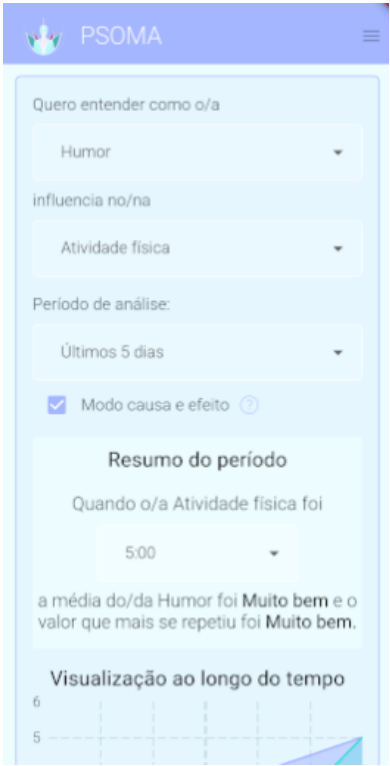 PSOMA
Quero entender como o/a
Humor
influencia no/na
Atividade física
Período de análise:
Últimos 5 dias
Modo causa e efeito ?
Resumo do período
Quando o/a Atividade física foi
5:00
a média do/da Humor foi Muito bem e o
valor que mais se repetiu foi Muito bem.
Visualização ao longo do tempo
6
5